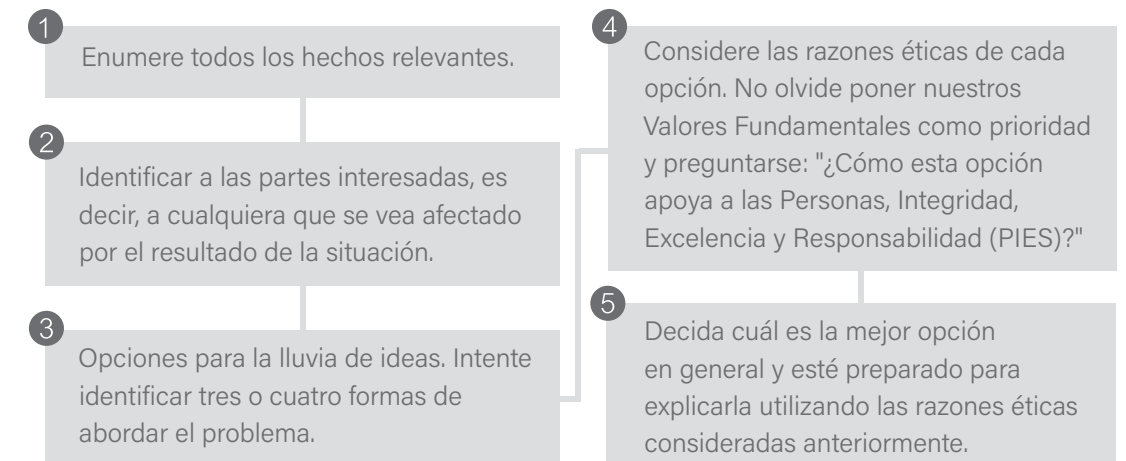 1
Enumere todos los hechos relevantes.
2
Identificar a las partes interesadas, es
decir, a cualquiera que se vea afectado
por el resultado de la situación.
3
Opciones para la lluvia de ideas. Intente
identificar tres o cuatro formas de
abordar el problema.
4
Considere las razones éticas de cada
opción. No olvide poner nuestros
Valores Fundamentales como prioridad
y preguntarse: "¿Cómo esta opción
apoya a las Personas, Integridad,
Excelencia y Responsabilidad (PIES)?"
5
Decida cuál es la mejor opción
en general y esté preparado para
explicarla utilizando las razones éticas
consideradas anteriormente.